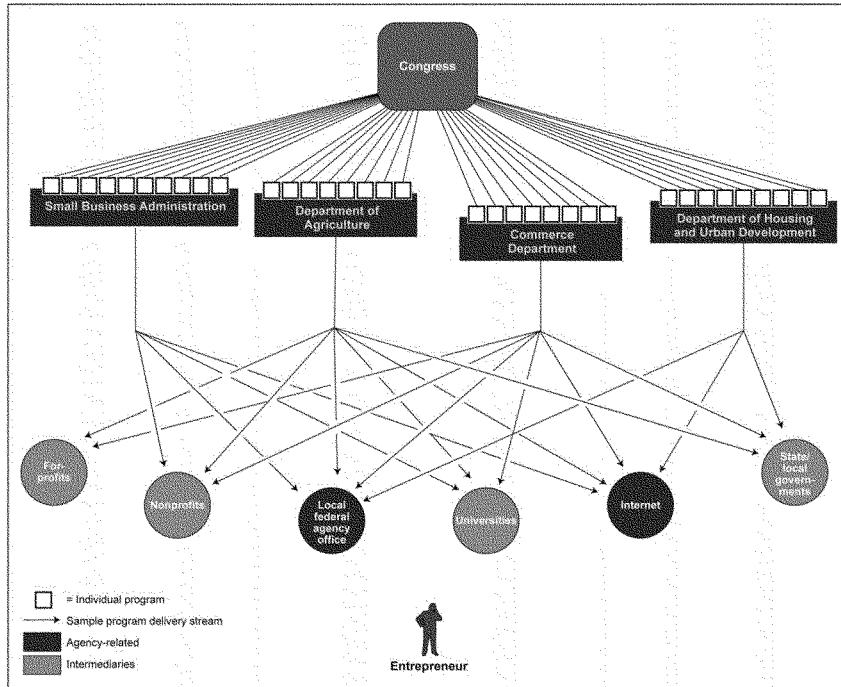 Congress
Small Business Administration
Department of
Agriculture
Commerce
Department
Department of Housing
and Urban Development
For-
profits
Nonprofits
Local
federal
agency
office
Universities
Internet
State/
local
govern-
ments
= Individual program
Sample program delivery stream
Agency-related
Intermediaries
Entrepreneur